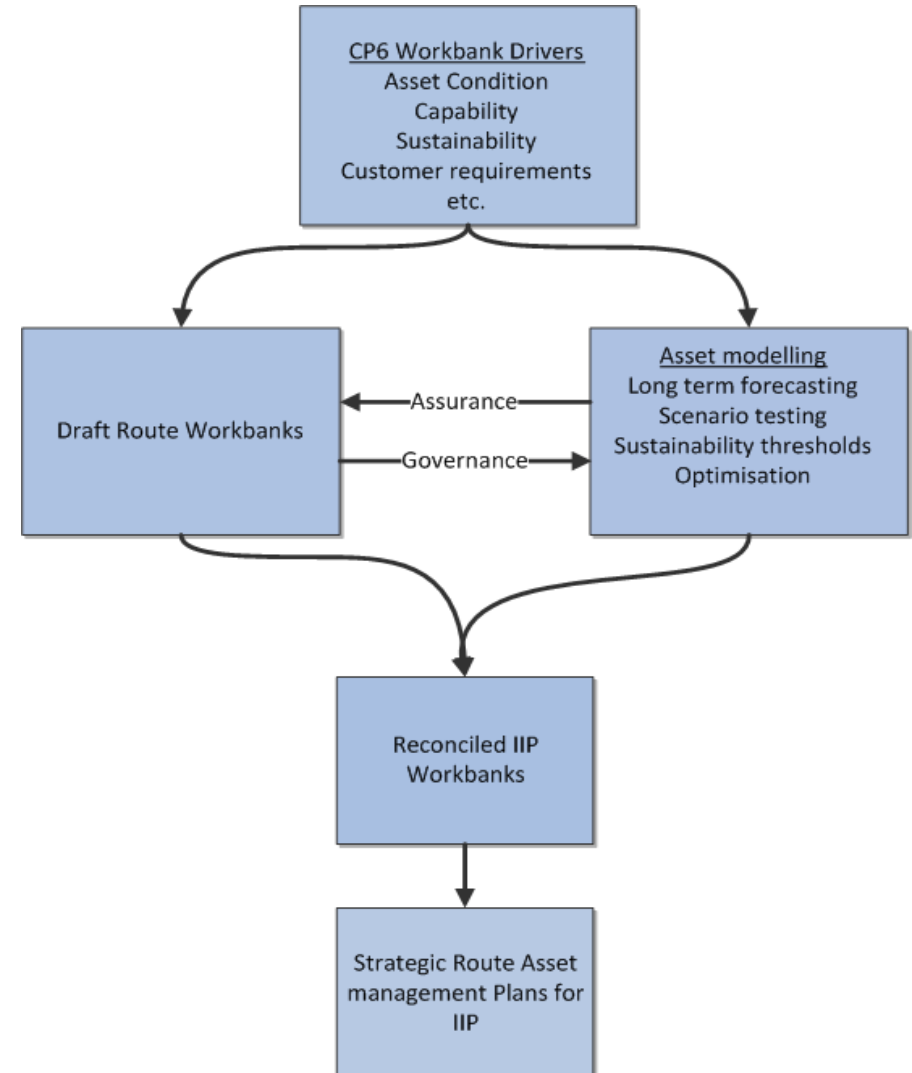 CP6 Workbank Drivers
Asset Condition
Capability
Sustainability
Customer requirements
etc.
Draft Route Workbanks
Assurance
Governance
Asset modelling
Long term forecasting
Scenario testing
Sustainability thresholds
Optimisation
Reconciled IIP
Workbanks
Strategic Route Asset
management Plans for
IIP